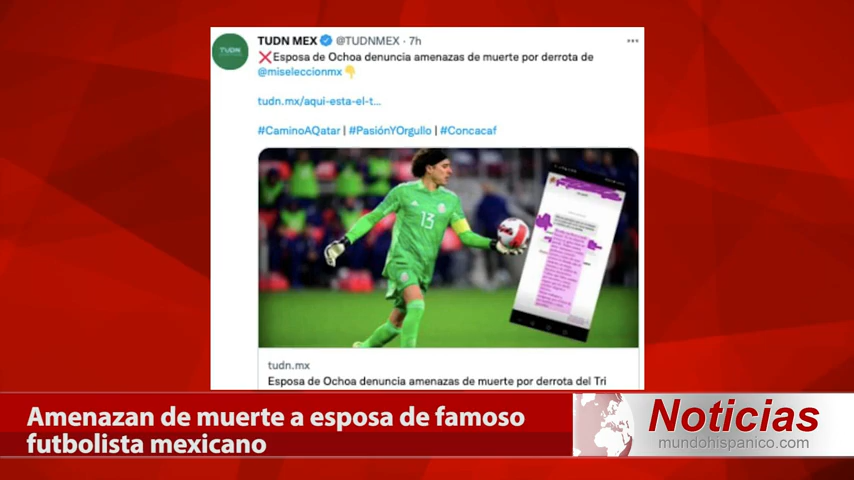 TUDN MEX @TUDNMEX · 7h
TUDN
❌Esposa de Ochoa denuncia amenazas de muerte por derrota de
@miseleccionmx👇
tudn.mx/aqui-esta-el-t...
#CaminoAQatar | #PasiónYOrgullo | #Concacaf
13
tudn.mx
Esposa de Ochoa denuncia amenazas de muerte por derrota del Tri
Amenazan de muerte a esposa de famoso
futbolista mexicano
Noticias
mundohispanico.com